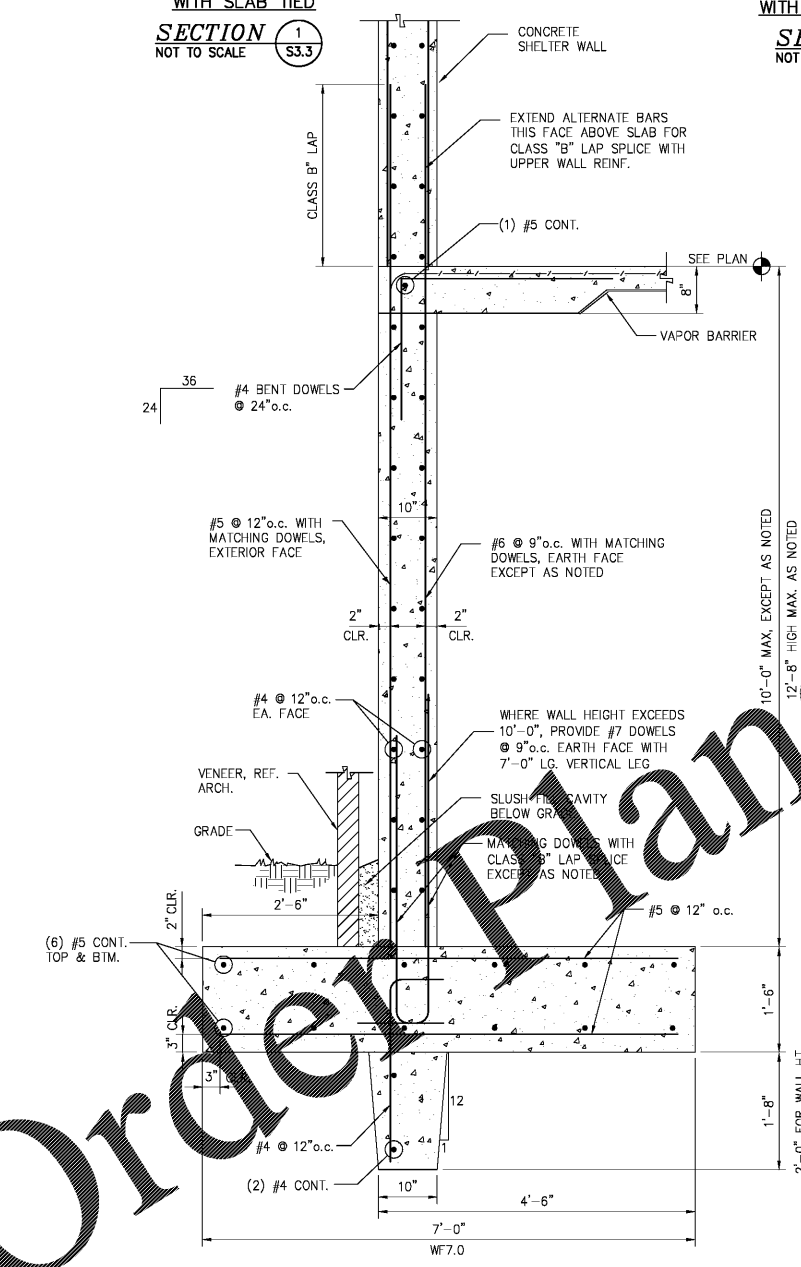 WITH SLAB TIED
SECTION
NOT TO SCALE
1
S3.3
WITH
NOT
CONCRETE
SHELTER WALL
EXTEND ALTERNATE BARS
THIS FACE ABOVE SLAB FOR
CLASS "B" LAP SPLICE WITH
UPPER WALL REINF.
CLASS B" LAP
(1) #5 CONT.
SEE PLAN
8"
VAPOR BARRIER
36
24
#4 BENT DOWELS
@ 24"o.c.
10"
#5 @ 12"o.c. WITH
MATCHING DOWELS,
EXTERIOR FACE
#6 @ 9"o.c. WITH MATCHING
DOWELS, EARTH FACE
EXCEPT AS NOTED
2"
CLR.
2"
CLR.
10'-0" MAX, EXCEPT AS NOTED
12'-8" HIGH MAX. AS NOTED
#4 @ 12"o.c.
EA. FACE
WHERE WALL HEIGHT EXCEEDS
10'-0", PROVIDE #7 DOWELS
@ 9"o.c. EARTH FACE WITH
7'-0" LG. VERTICAL LEG
VENEER, REF.
ARCH.
SLUSH FILL CAVITY
BELOW GRADE
GRADE
MATCHING DOWELS WITH
CLASS "B" LAP SPLICE
EXCEPT AS NOTED
2'-6"
2" CLR.
#5 @ 12" o.c.
(6) #5 CONT.
TOP & BTM.
3" CLR.
3" CLR.
1'-6"
1'-8"
2'-0" FOR WALL HT.
12
1
#4 @ 12"o.c.
(2) #4 CONT.
10"
4'-6"
7'-0"
WF7.0
Order Plan